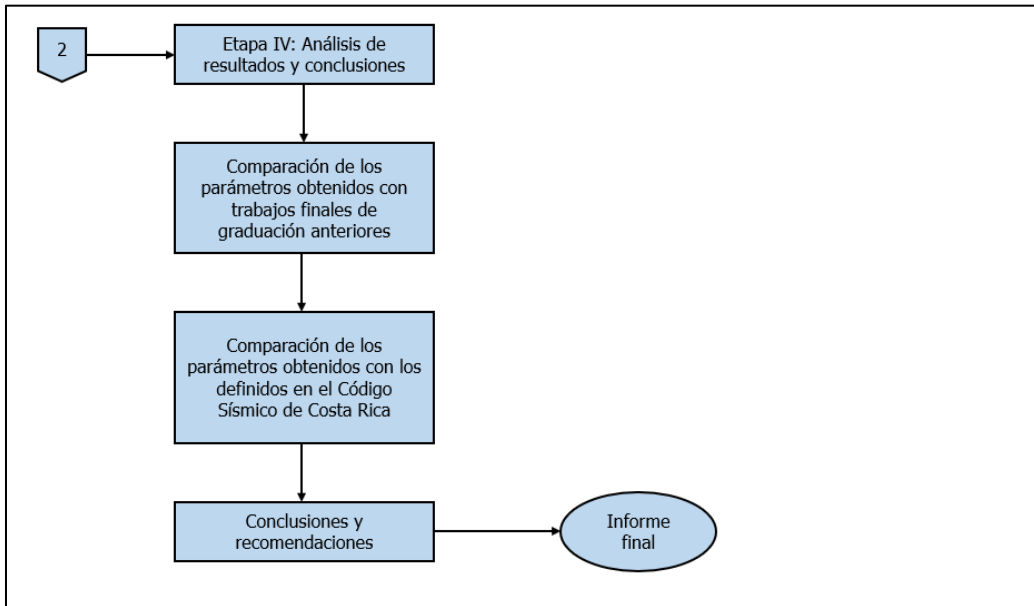 2
Etapa IV: Análisis de
resultados y conclusiones
Comparación de los
parámetros obtenidos con
trabajos finales de
graduación anteriores
Comparación de los
parámetros obtenidos con los
definidos en el Código
Sísmico de Costa Rica
Conclusiones y
recomendaciones
Informe
final